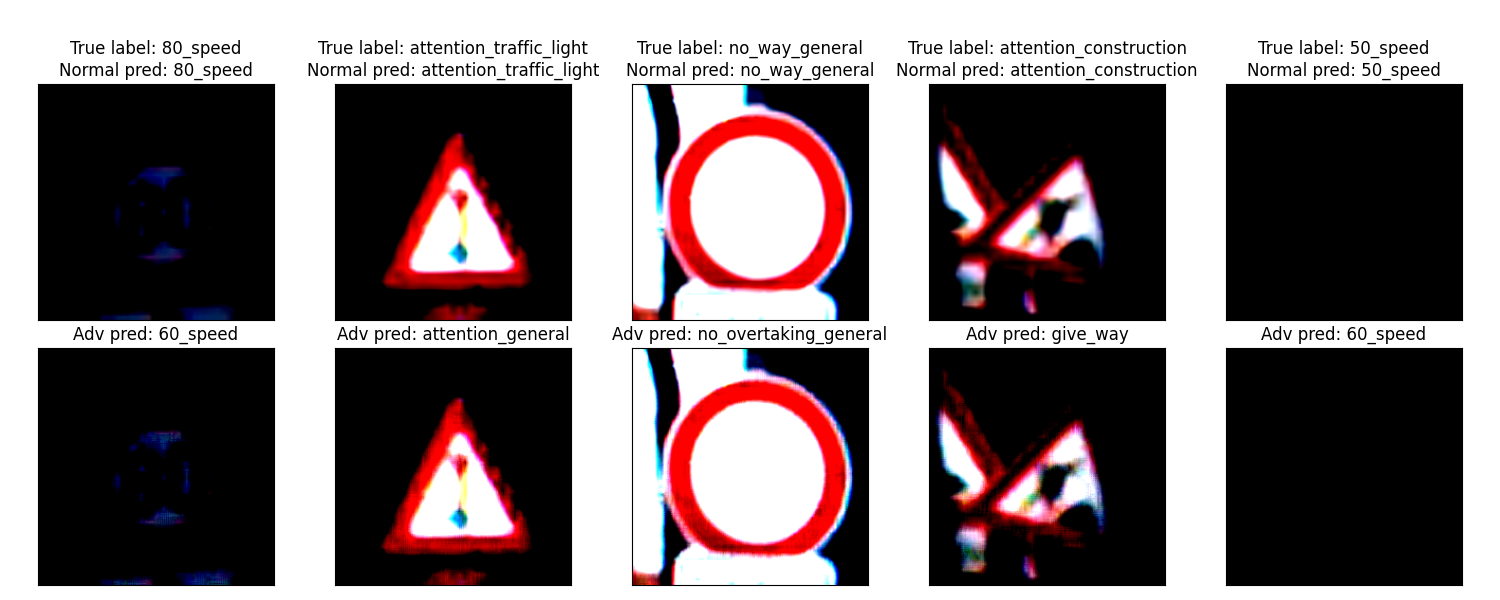 True label: 80_speed
Normal pred: 80_speed
True label: attention_traffic_light
Normal pred: attention_traffic_light
True label: no_way_general
Normal pred: no_way_general
True label: attention_construction
Normal pred: attention_construction
True label: 50_speed
Normal pred: 50_speed
Adv pred: 60_speed
Adv pred: attention_general
Adv pred: no_overtaking_general
Adv pred: give_way
Adv pred: 60_speed